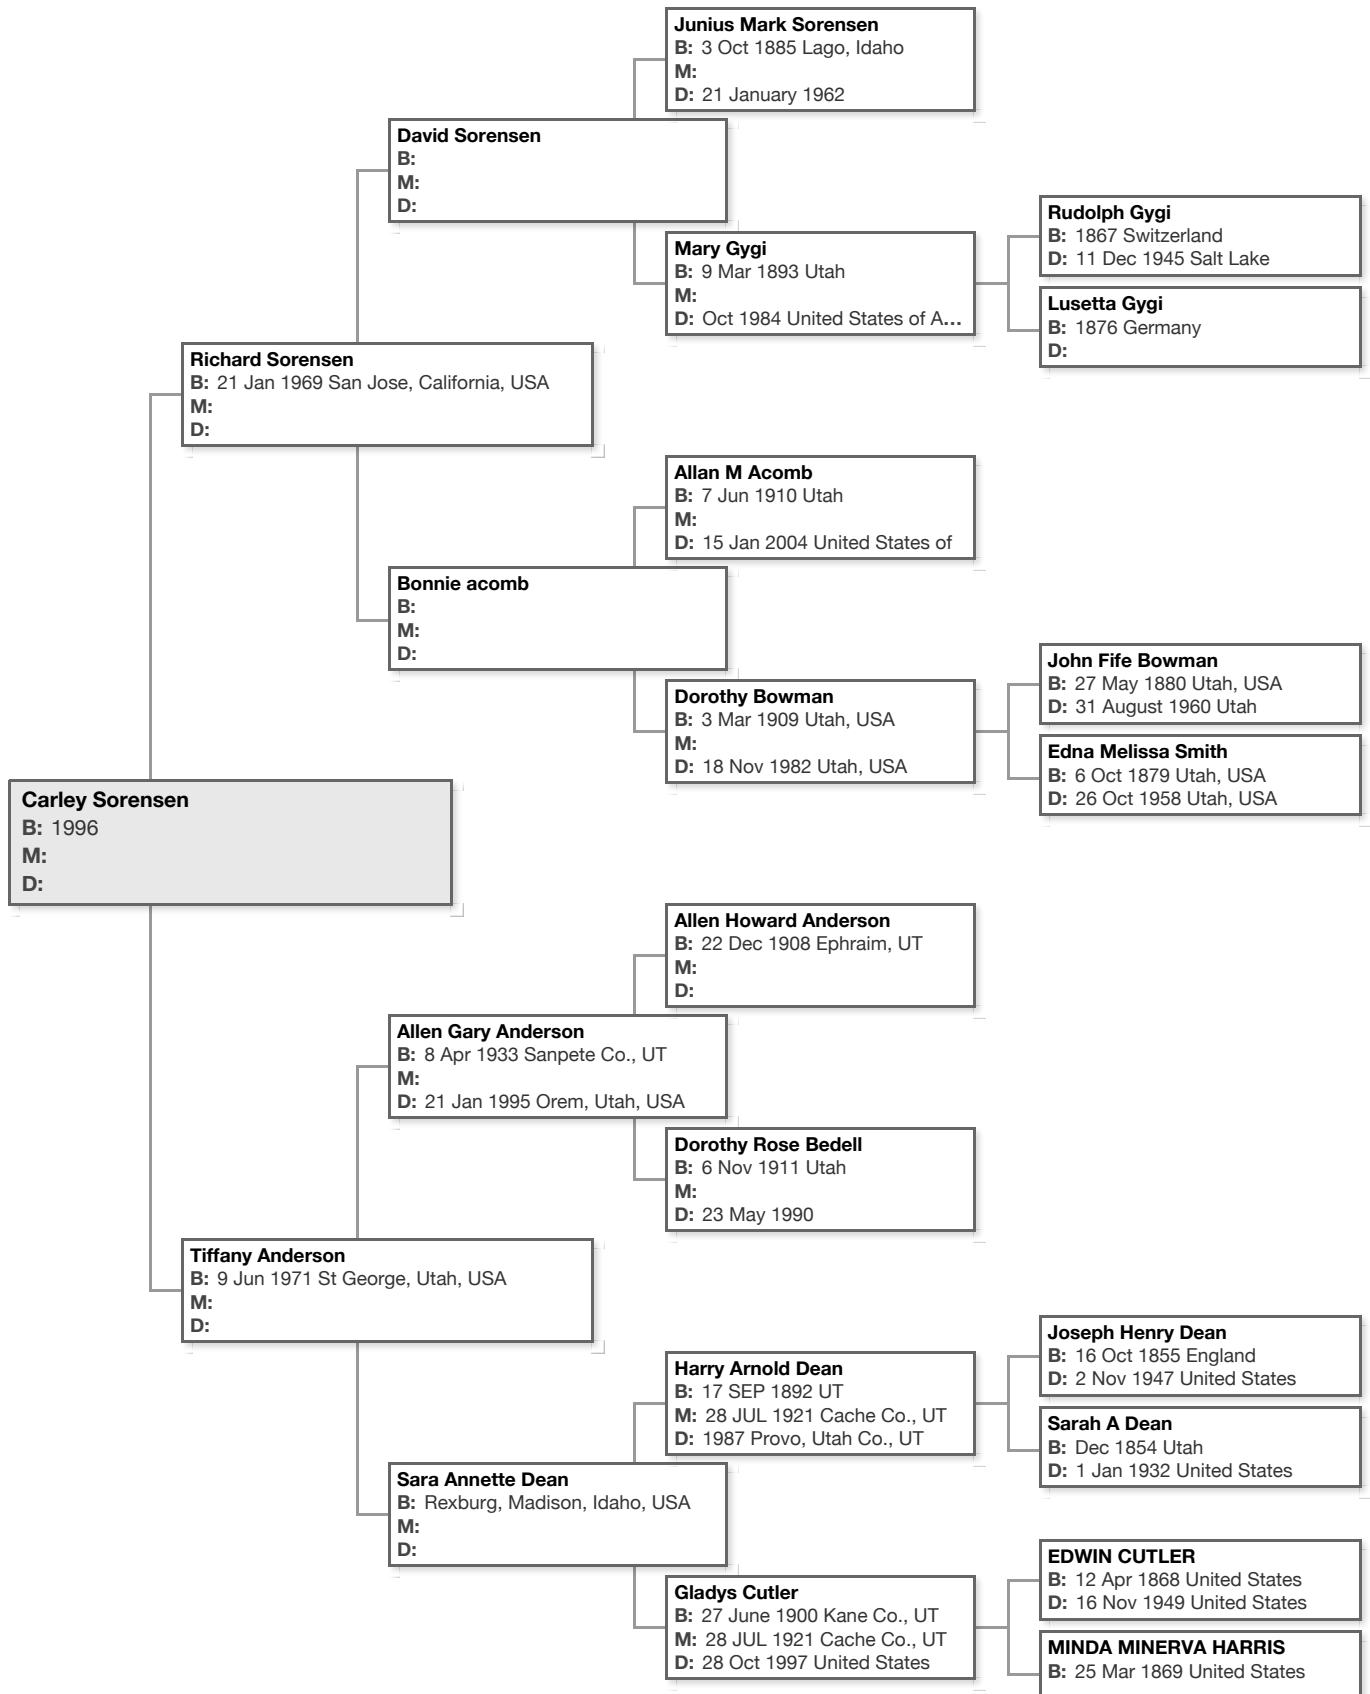 Junius Mark Sorensen
B: 3 Oct 1885 Lago, Idaho
M:
D: 21 January 1962
David Sorensen
B:
M:
D:
Rudolph Gygi
B: 1867 Switzerland
D: 11 Dec 1945 Salt Lake
Mary Gygi
B: 9 Mar 1893 Utah
M:
D: Oct 1984 United States of A...
Lusetta Gygi
B: 1876 Germany
D:
Richard Sorensen
B: 21 Jan 1969 San Jose, California, USA
M:
D:
Allan M Acomb
B: 7 Jun 1910 Utah
M:
D: 15 Jan 2004 United States of
Bonnie acomb
B:
M:
D:
John Fife Bowman
B: 27 May 1880 Utah, USA
D: 31 August 1960 Utah
Dorothy Bowman
B: 3 Mar 1909 Utah, USA
M:
D: 18 Nov 1982 Utah, USA
Edna Melissa Smith
B: 6 Oct 1879 Utah, USA
D: 26 Oct 1958 Utah, USA
Carley Sorensen
B: 1996
M:
D:
Allen Howard Anderson
B: 22 Dec 1908 Ephraim, UT
M:
D:
Allen Gary Anderson
B: 8 Apr 1933 Sanpete Co., UT
M:
D: 21 Jan 1995 Orem, Utah, USA
Dorothy Rose Bedell
B: 6 Nov 1911 Utah
M:
D: 23 May 1990
Tiffany Anderson
B: 9 Jun 1971 St George, Utah, USA
M:
D:
Joseph Henry Dean
B: 16 Oct 1855 England
D: 2 Nov 1947 United States
Harry Arnold Dean
B: 17 SEP 1892 UT
M: 28 JUL 1921 Cache Co., UT
D: 1987 Provo, Utah Co., UT
Sarah A Dean
B: Dec 1854 Utah
D: 1 Jan 1932 United States
Sara Annette Dean
B: Rexburg, Madison, Idaho, USA
M:
D:
EDWIN CUTLER
B: 12 Apr 1868 United States
D: 16 Nov 1949 United States
Gladys Cutler
B: 27 June 1900 Kane Co., UT
M: 28 JUL 1921 Cache Co., UT
D: 28 Oct 1997 United States
MINDA MINERVA HARRIS
B: 25 Mar 1869 United States